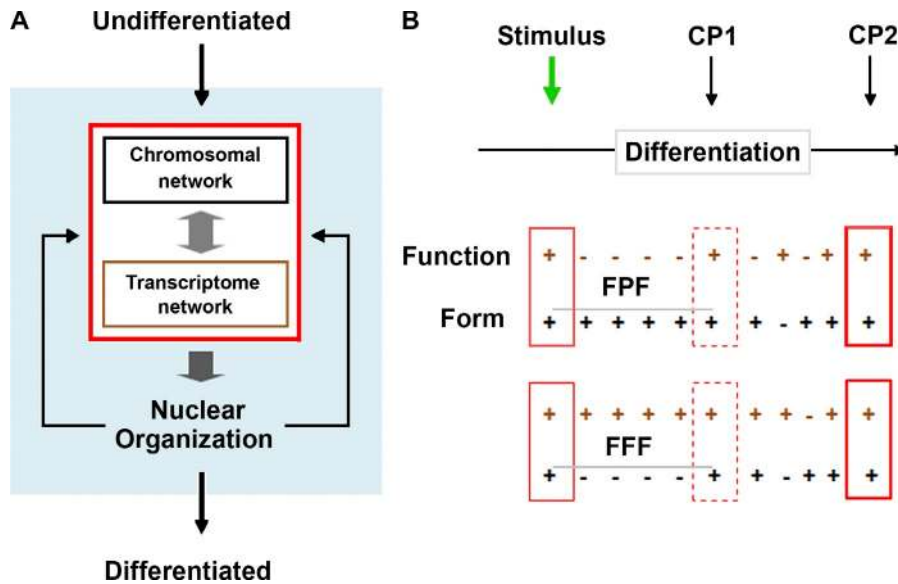 A
Undifferentiated
Chromosomal
network
Transcriptome
network
Nuclear
Organization
Differentiated
B
Stimulus CP1 CP2
Differentiation
Function + - - - - + - + - + +
FPF
Form + + + + + + + - + + +
+ + + + + + + + - + +
FFF
+ - - - - + + - + + +